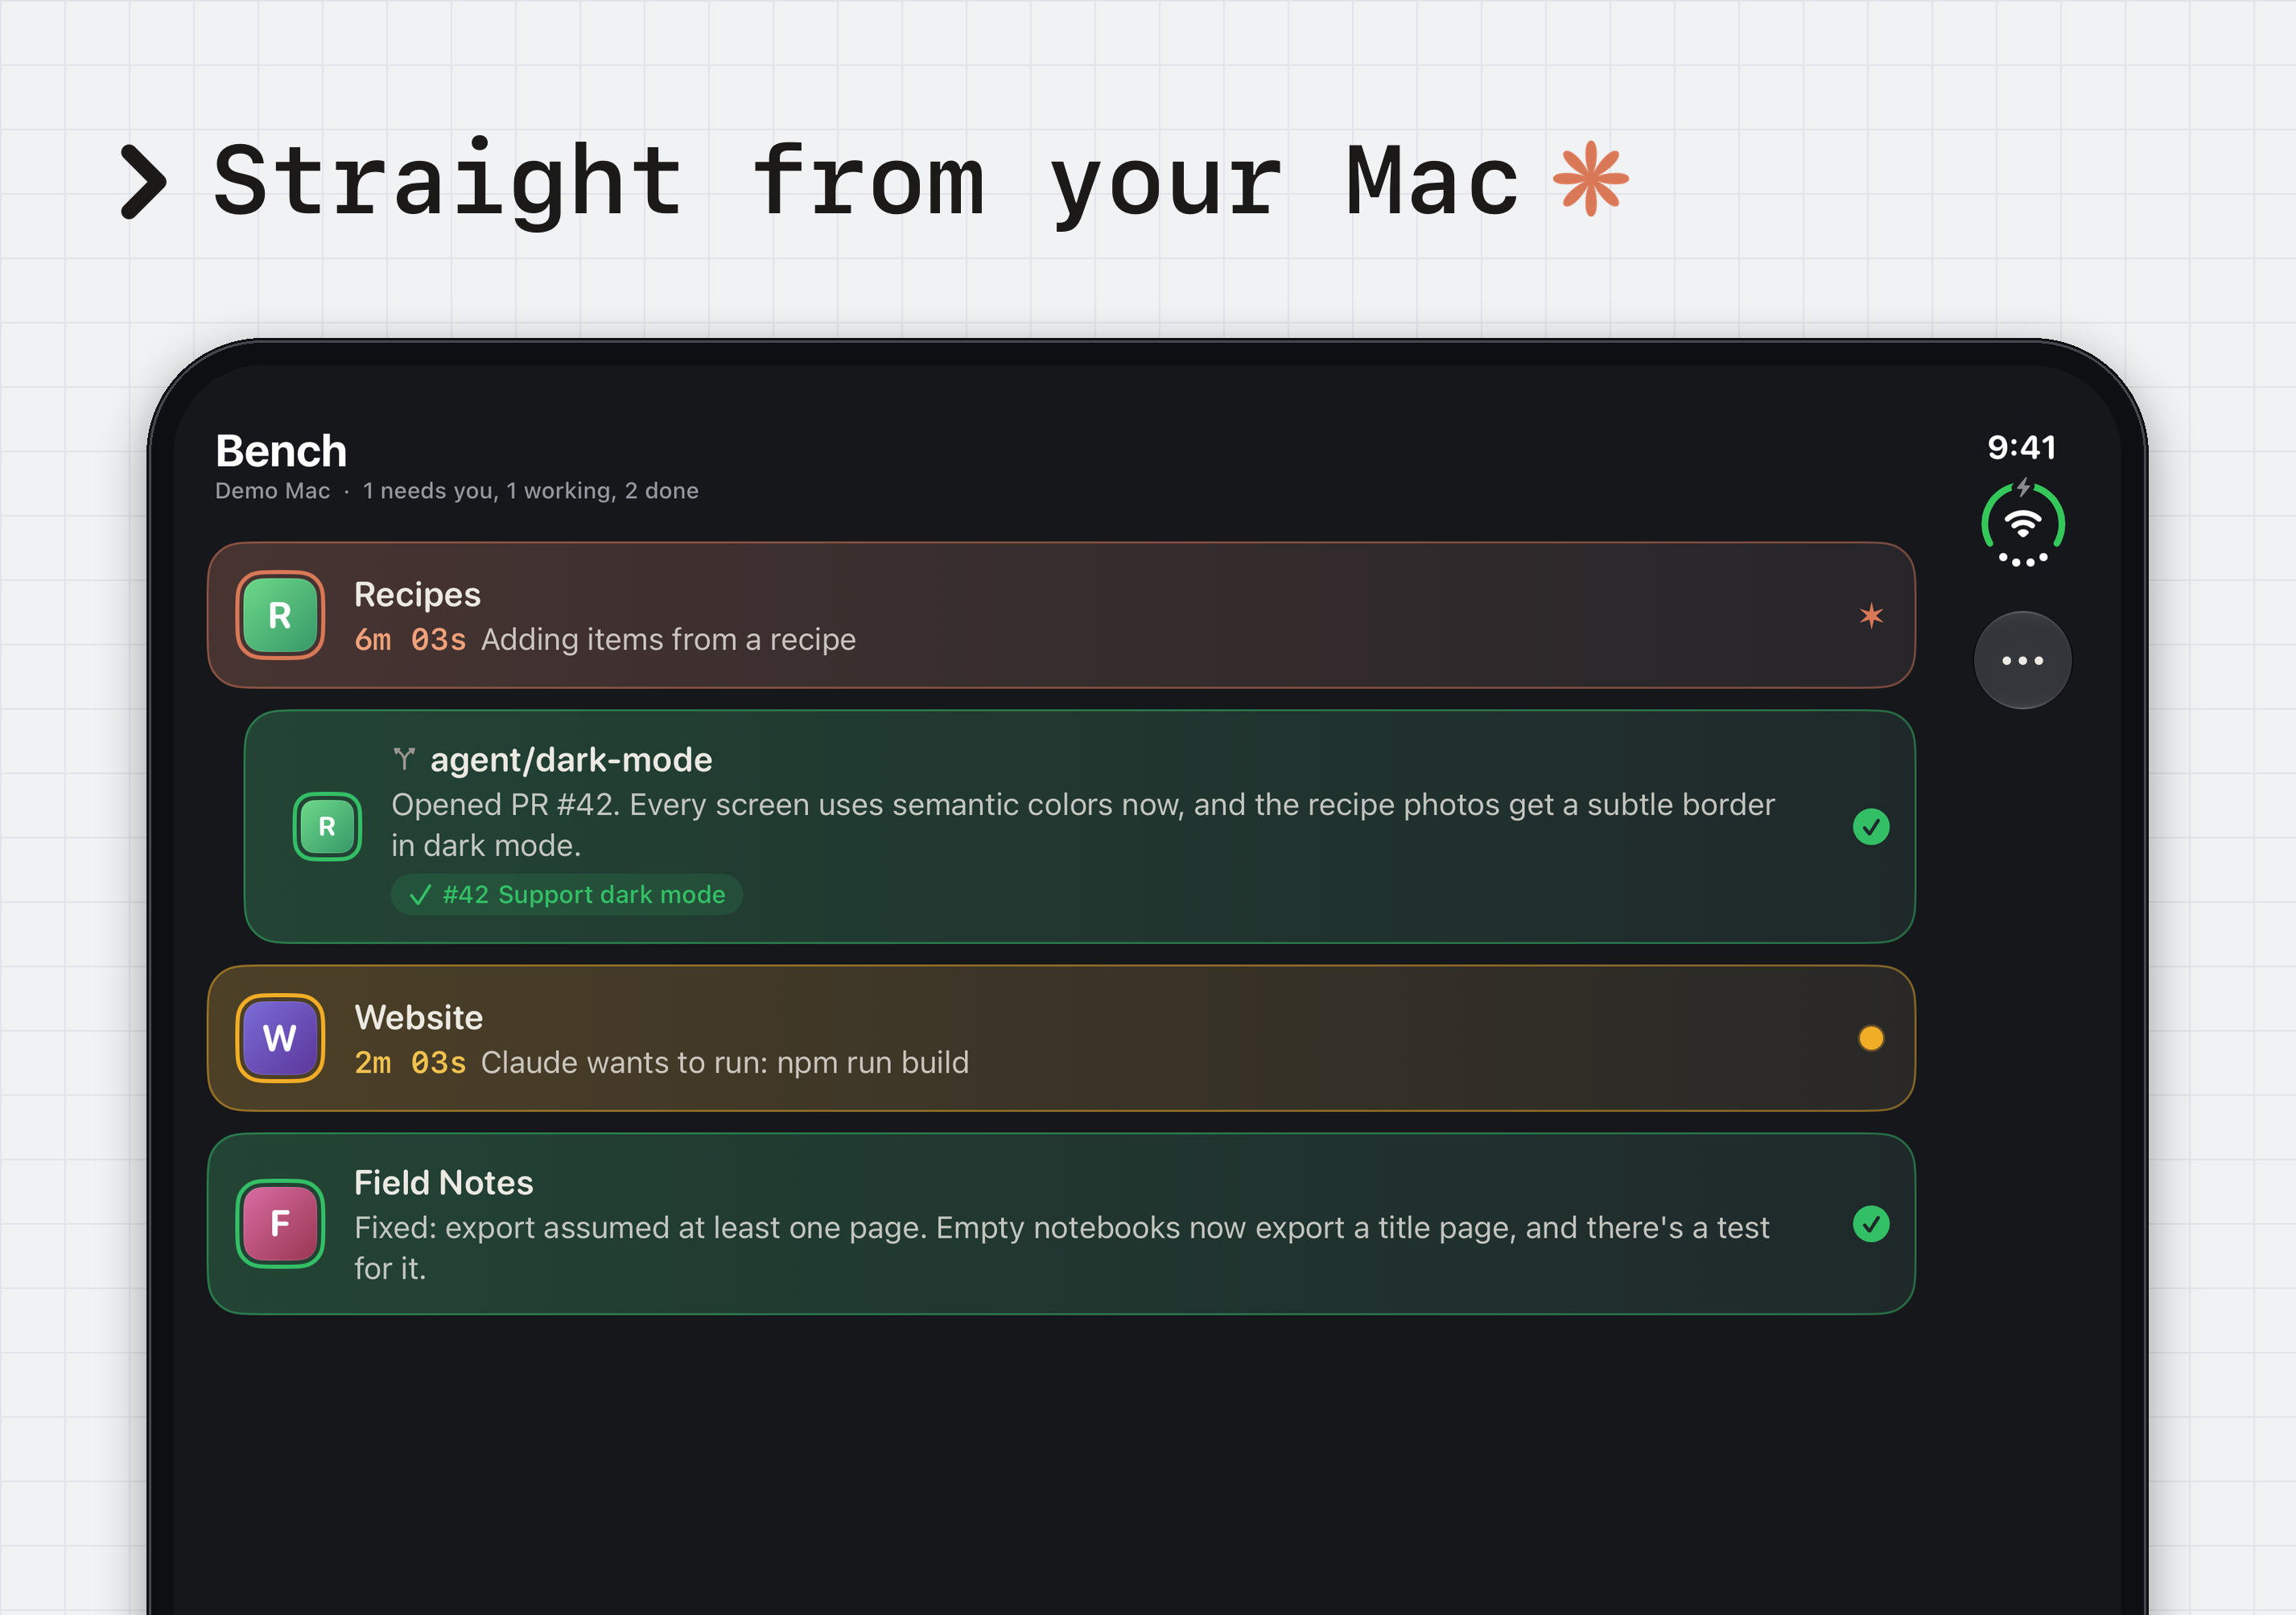 Straight from your Mac
Bench
Demo Mac · 1 needs you, 1 working, 2 done
9:41
R
Recipes
6m 03s Adding items from a recipe
agent/dark-mode
R
Opened PR #42. Every screen uses semantic colors now, and the recipe photos get a subtle border
in dark mode.
#42 Support dark mode
W
Website
2m 03s Claude wants to run: npm run build
F
Field Notes
Fixed: export assumed at least one page. Empty notebooks now export a title page, and there's a test
for it.